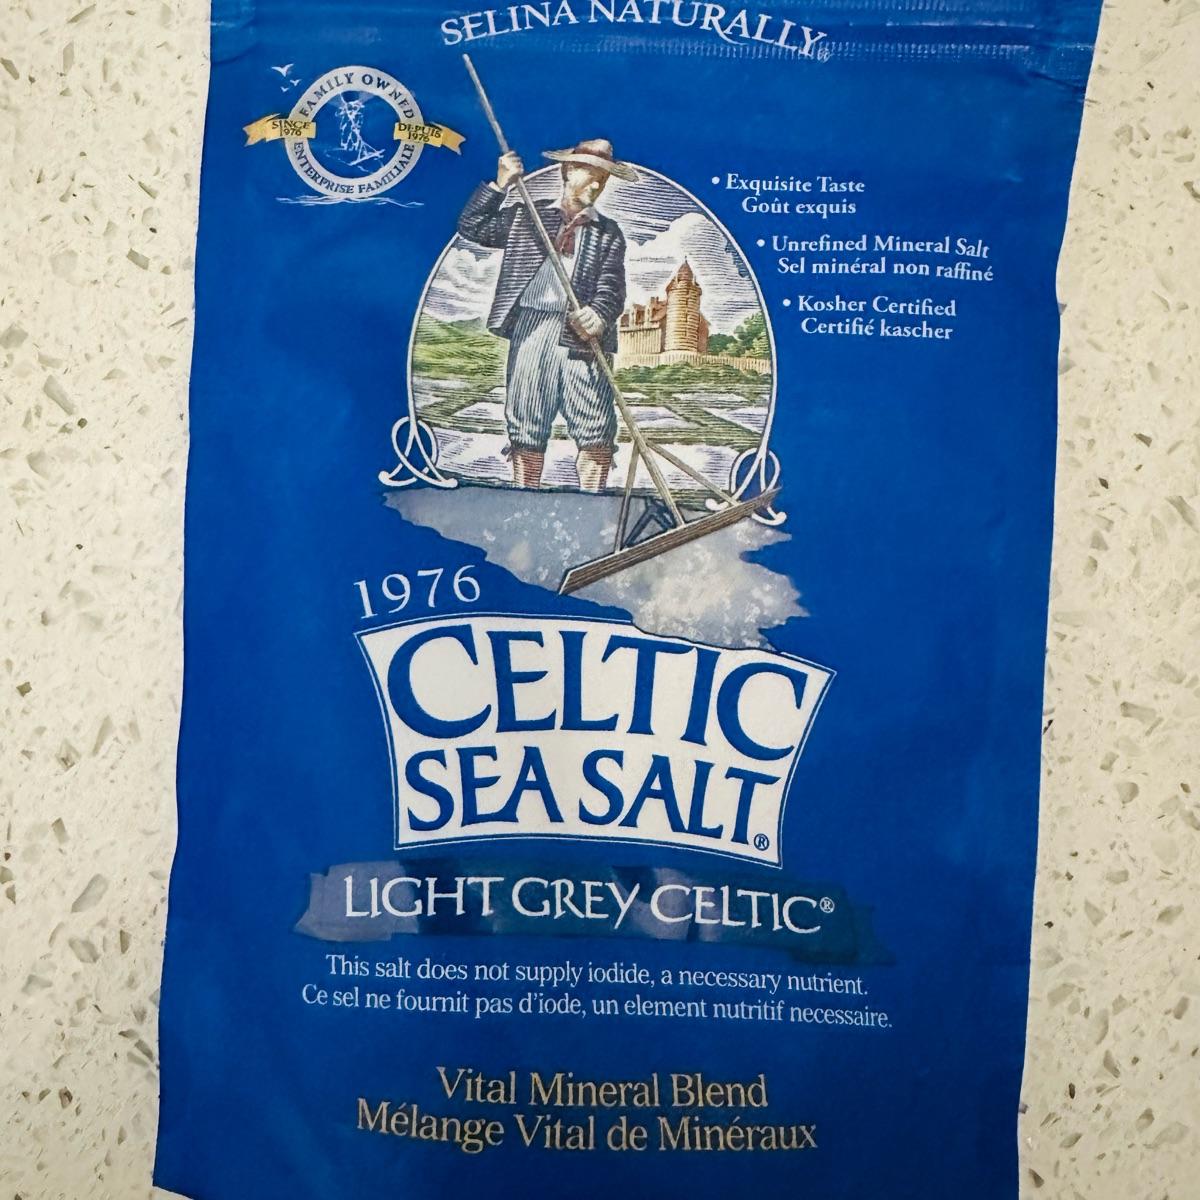 SELINA NATURALLY
FAMILY OWNED
SINCE 1976
DEPUIS 1976
ENTERPRISE FAMILIALE
• Exquisite Taste
Goût exquis
• Unrefined Mineral Salt
Sel minéral non raffiné
• Kosher Certified
Certifié kascher
1976
CELTIC
SEA SALT®
LIGHT GREY CELTIC®
This salt does not supply iodide, a necessary nutrient.
Ce sel ne fournit pas d'iode, un element nutritif necessaire.
Vital Mineral Blend
Mélange Vital de Minéraux